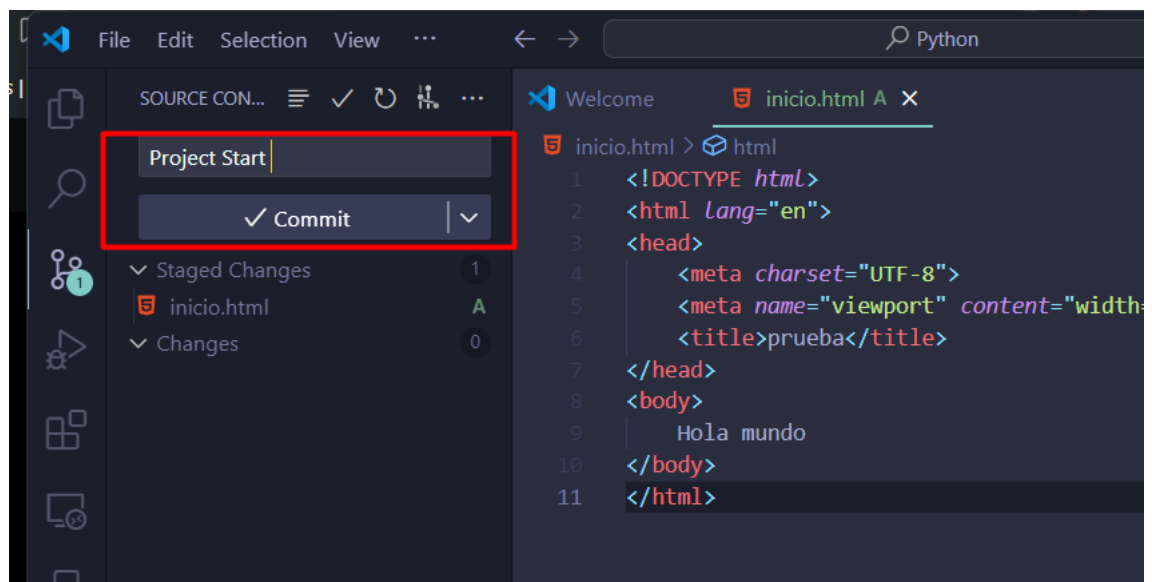 File Edit Selection View ···
Python
SOURCE CON... ···
Project Start
Commit
Staged Changes 1
inicio.html A
Changes 0
1
Welcome
inicio.html A
inicio.html > html
1 <!DOCTYPE html>
2 <html lang="en">
3 <head>
4 <meta charset="UTF-8">
5 <meta name="viewport" content="width=
6 <title>prueba</title>
7 </head>
8 <body>
9 Hola mundo
10 </body>
11 </html>